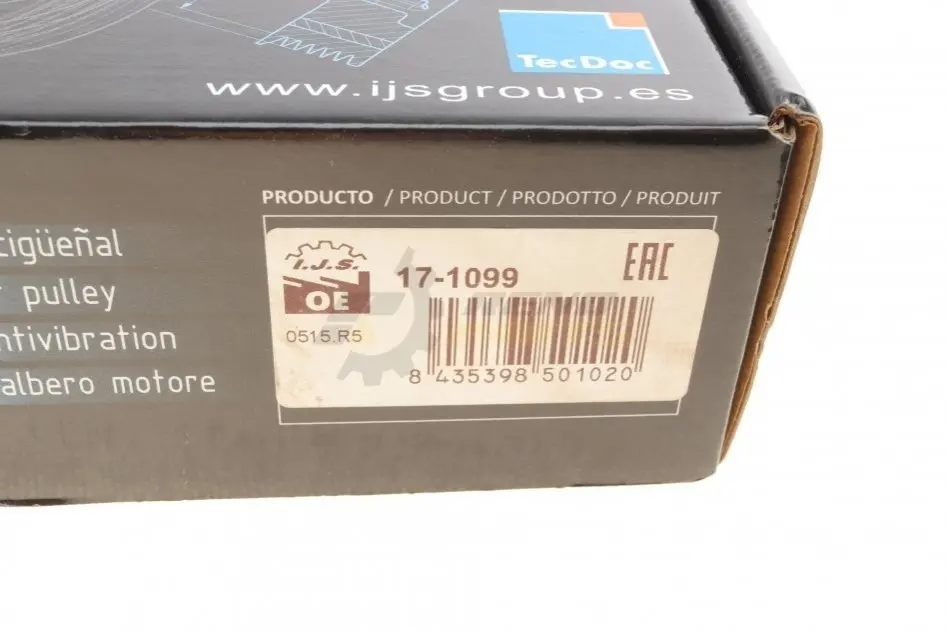 TecDoc
www.ijsgroup.es
PRODUCTO / PRODUCT / PRODOTTO / PRODUIT
cigüeñal
pulley
ntivibration
albero motore
I.J.S.
OE
0515.R5
17-1099
EAC
8 435398 501020